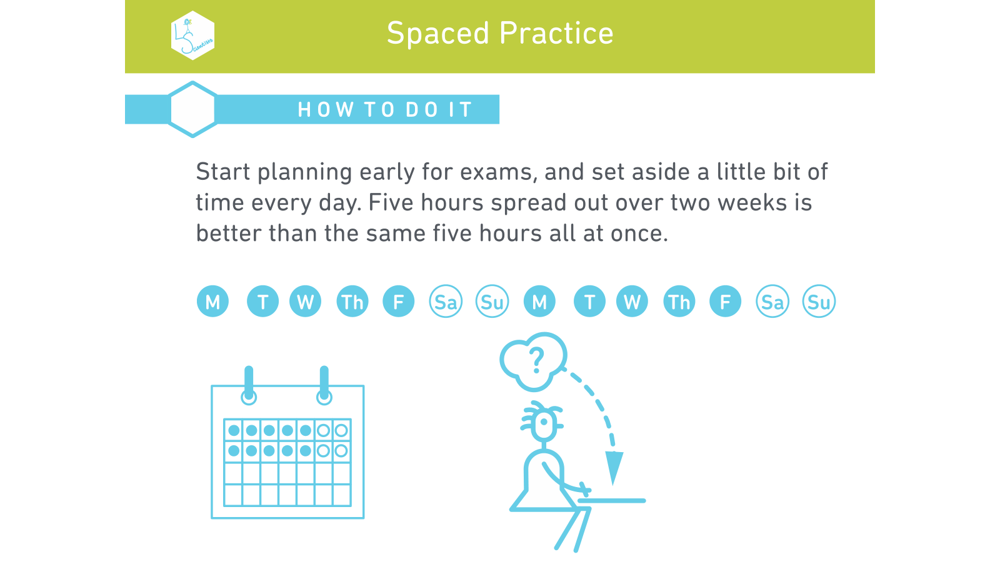 L
Scientists
Spaced Practice
HOW TO DO IT
Start planning early for exams, and set aside a little bit of
time every day. Five hours spread out over two weeks is
better than the same five hours all at once.
M T W Th F Sa Su M T W Th F Sa Su
?